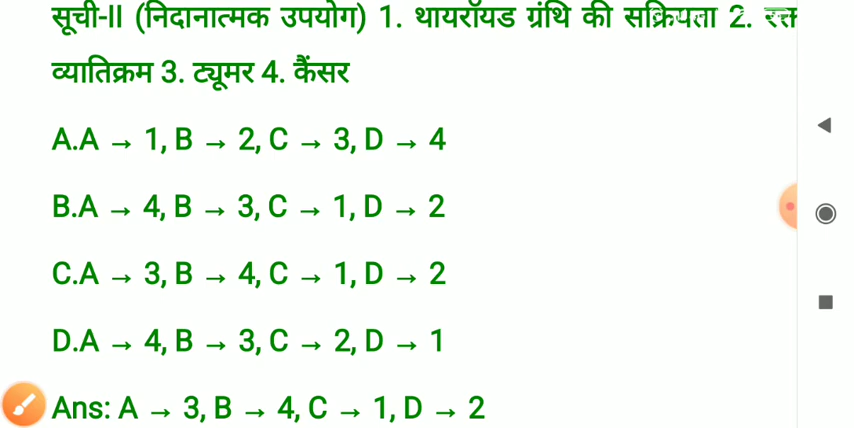 सूची-II (निदानात्मक उपयोग) 1. थायरॉयड ग्रंथि की सक्रियता 2. रक्त
व्यातिक्रम 3. ट्यूमर 4. कैंसर
A.A → 1, B → 2, C → 3, D → 4
B.A → 4, B → 3, C → 1, D → 2
C.A → 3, B → 4, C → 1, D → 2
D.A → 4, B → 3, C → 2, D → 1
Ans: A → 3, B → 4, C → 1, D → 2